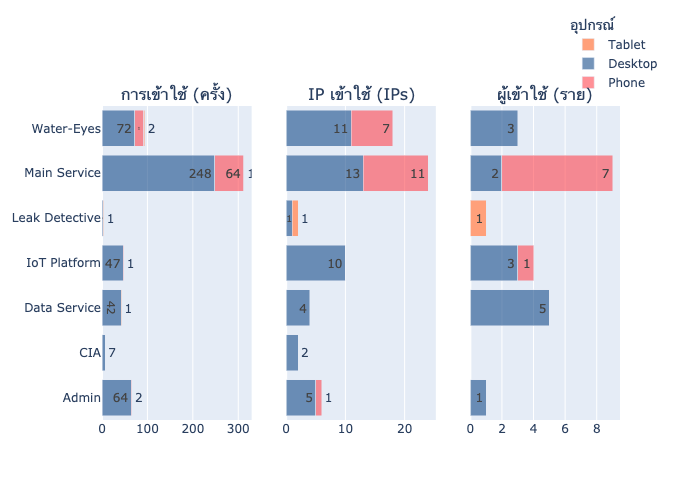 อุปกรณ์
Tablet
Desktop
Phone
การเข้าใช้ (ครั้ง) IP เข้าใช้ (IPs) ผู้เข้าใช้ (ราย)
Water-Eyes 72 2 11 7 3
Main Service 248 64 1 13 11 2 7
Leak Detective 1 1 1 1
IoT Platform 47 1 10 3 1
Data Service 42 1 4 5
CIA 7 2
Admin 64 2 5 1 1
0 100 200 300 0 10 20 0 2 4 6 8